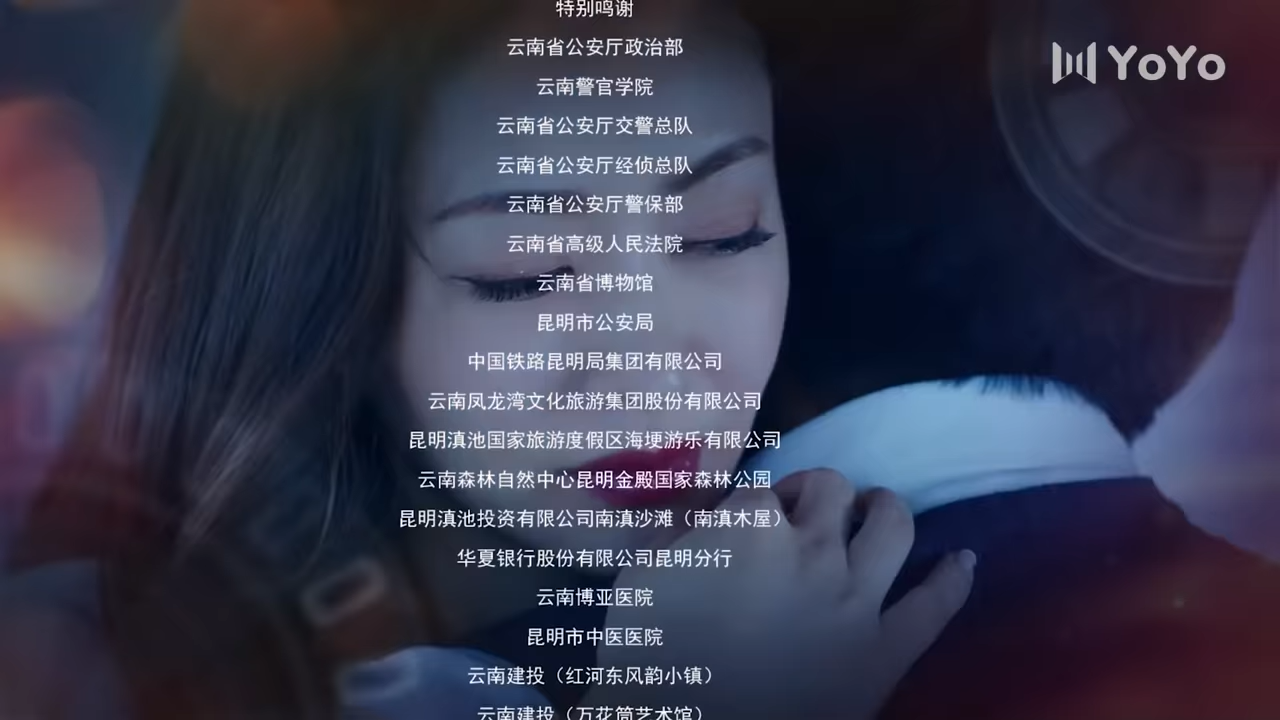 特别鸣谢
YoYo
云南省公安厅政治部
云南警官学院
云南省公安厅交警总队
云南省公安厅经侦总队
云南省公安厅警保部
云南省高级人民法院
云南省博物馆
昆明市公安局
中国铁路昆明局集团有限公司
云南凤龙湾文化旅游集团股份有限公司
昆明滇池国家旅游度假区海埂游乐有限公司
云南森林自然中心昆明金殿国家森林公园
昆明滇池投资有限公司南滇沙滩（南滇木屋）
华夏银行股份有限公司昆明分行
云南博亚医院
昆明市中医医院
云南建投（红河东风韵小镇）
云南建投（万花筒艺术馆）